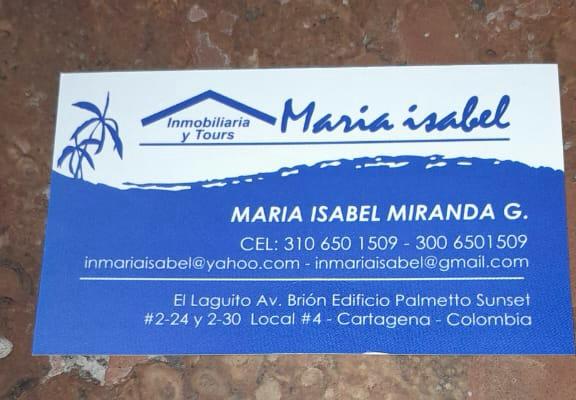 Inmobiliaria
y Tours
Maria isabel
MARIA ISABEL MIRANDA G.
CEL: 310 650 1509 - 300 6501509
inmariaisabel@yahoo.com - inmariaisabel@gmail.com
El Laguito Av. Brión Edificio Palmetto Sunset
#2-24 y 2-30 Local #4 - Cartagena - Colombia